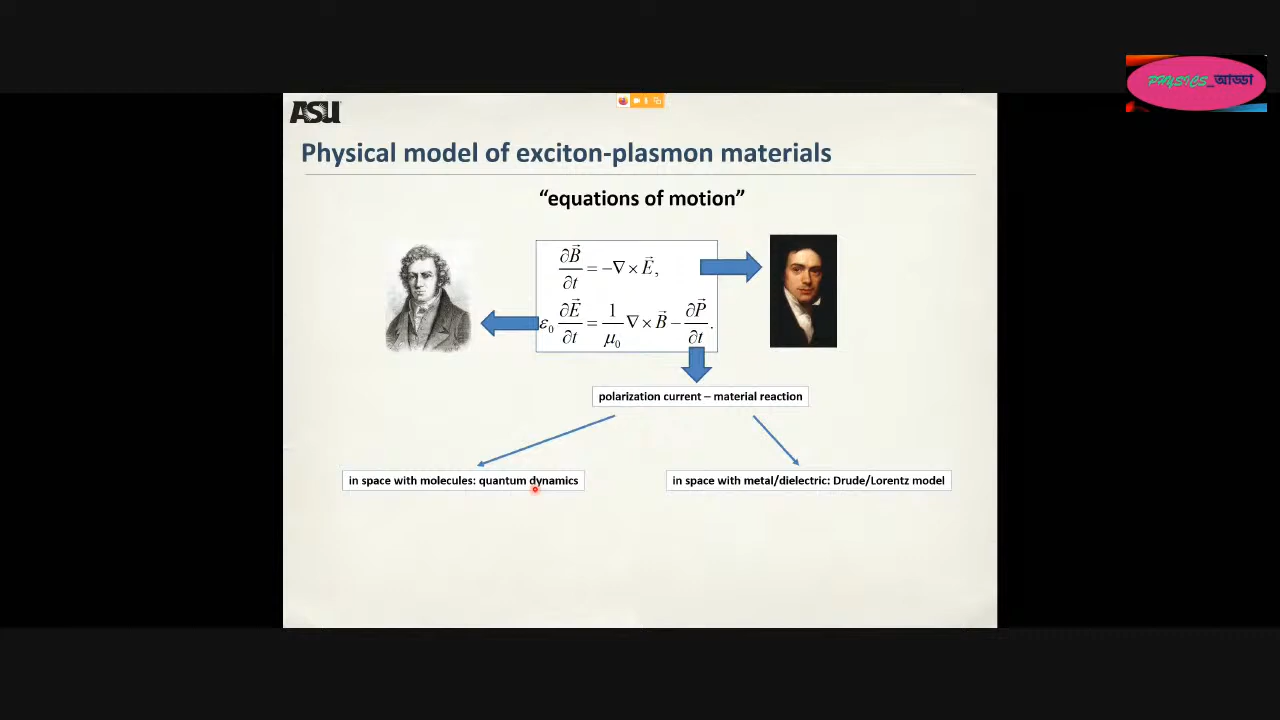 PHYSICS_আড্ডা
ASU
Physical model of exciton-plasmon materials
“equations of motion”
∂B⃗/∂t = −∇ × E⃗,
ε₀ ∂E⃗/∂t = 1/μ₀ ∇ × B⃗ − ∂P⃗/∂t.
polarization current – material reaction
in space with molecules: quantum dynamics
in space with metal/dielectric: Drude/Lorentz model